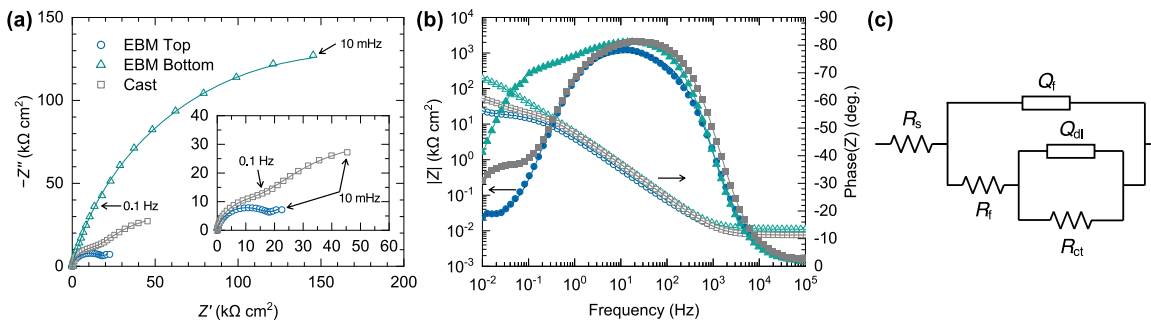 (a)
EBM Top
EBM Bottom
Cast
10 mHz
0.1 Hz
−Z′′ (kΩ cm²)
150
100
50
0
0 50 100 150 200
Z′ (kΩ cm²)
40
30
20
10
0
0 10 20 30 40 50 60
0.1 Hz
10 mHz
(b)
|Z| (kΩ cm²)
10⁴
10³
10²
10¹
10⁰
10⁻¹
10⁻²
10⁻³
10⁻² 10⁻¹ 10⁰ 10¹ 10² 10³ 10⁴ 10⁵
Frequency (Hz)
-90
-80
-70
-60
-50
-40
-30
-20
-10
0
Phase(Z) (deg.)
(c)
Qf
Rs
Qdl
Rf
Rct